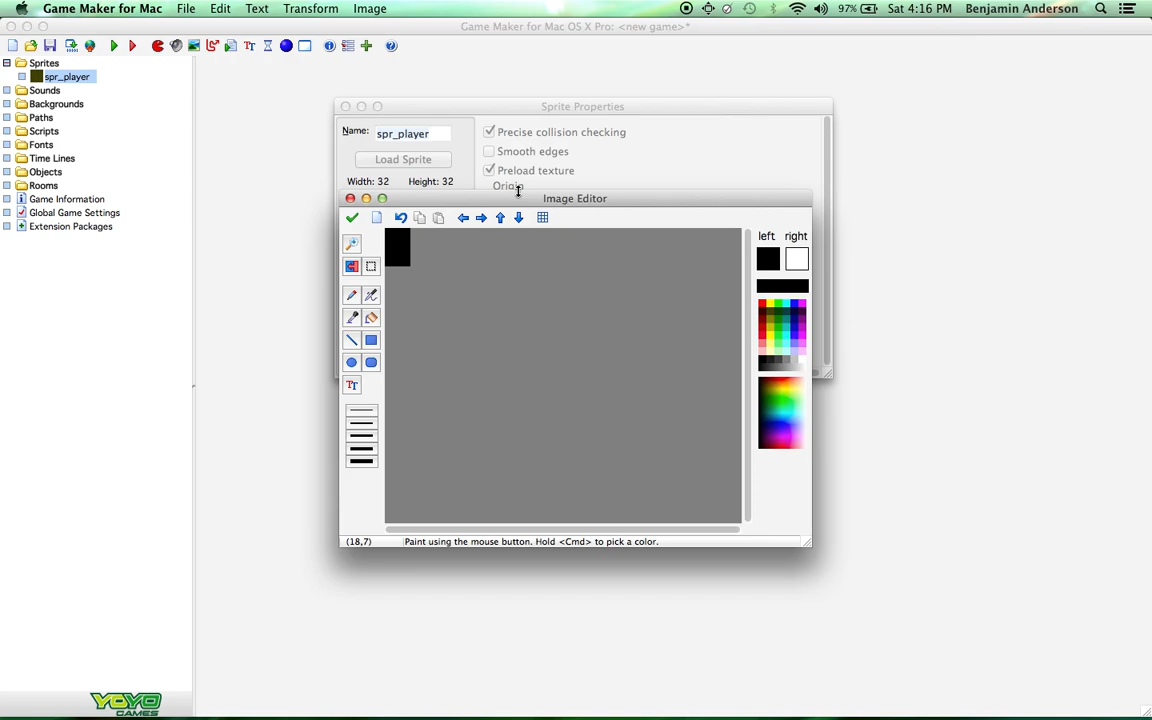 Game Maker for Mac File Edit Text Transform Image 97% Sat 4:16 PM Benjamin Anderson
Game Maker for Mac OS X Pro: <new game>*
Sprites
spr_player
Sounds
Backgrounds
Paths
Scripts
Fonts
Time Lines
Objects
Rooms
Game Information
Global Game Settings
Extension Packages
Sprite Properties
Name: spr_player
Load Sprite
Width: 32 Height: 32
Precise collision checking
Smooth edges
Preload texture
Origin
Image Editor
left right
(18,7) Paint using the mouse button. Hold <Cmd> to pick a color.
YOYO
GAMES